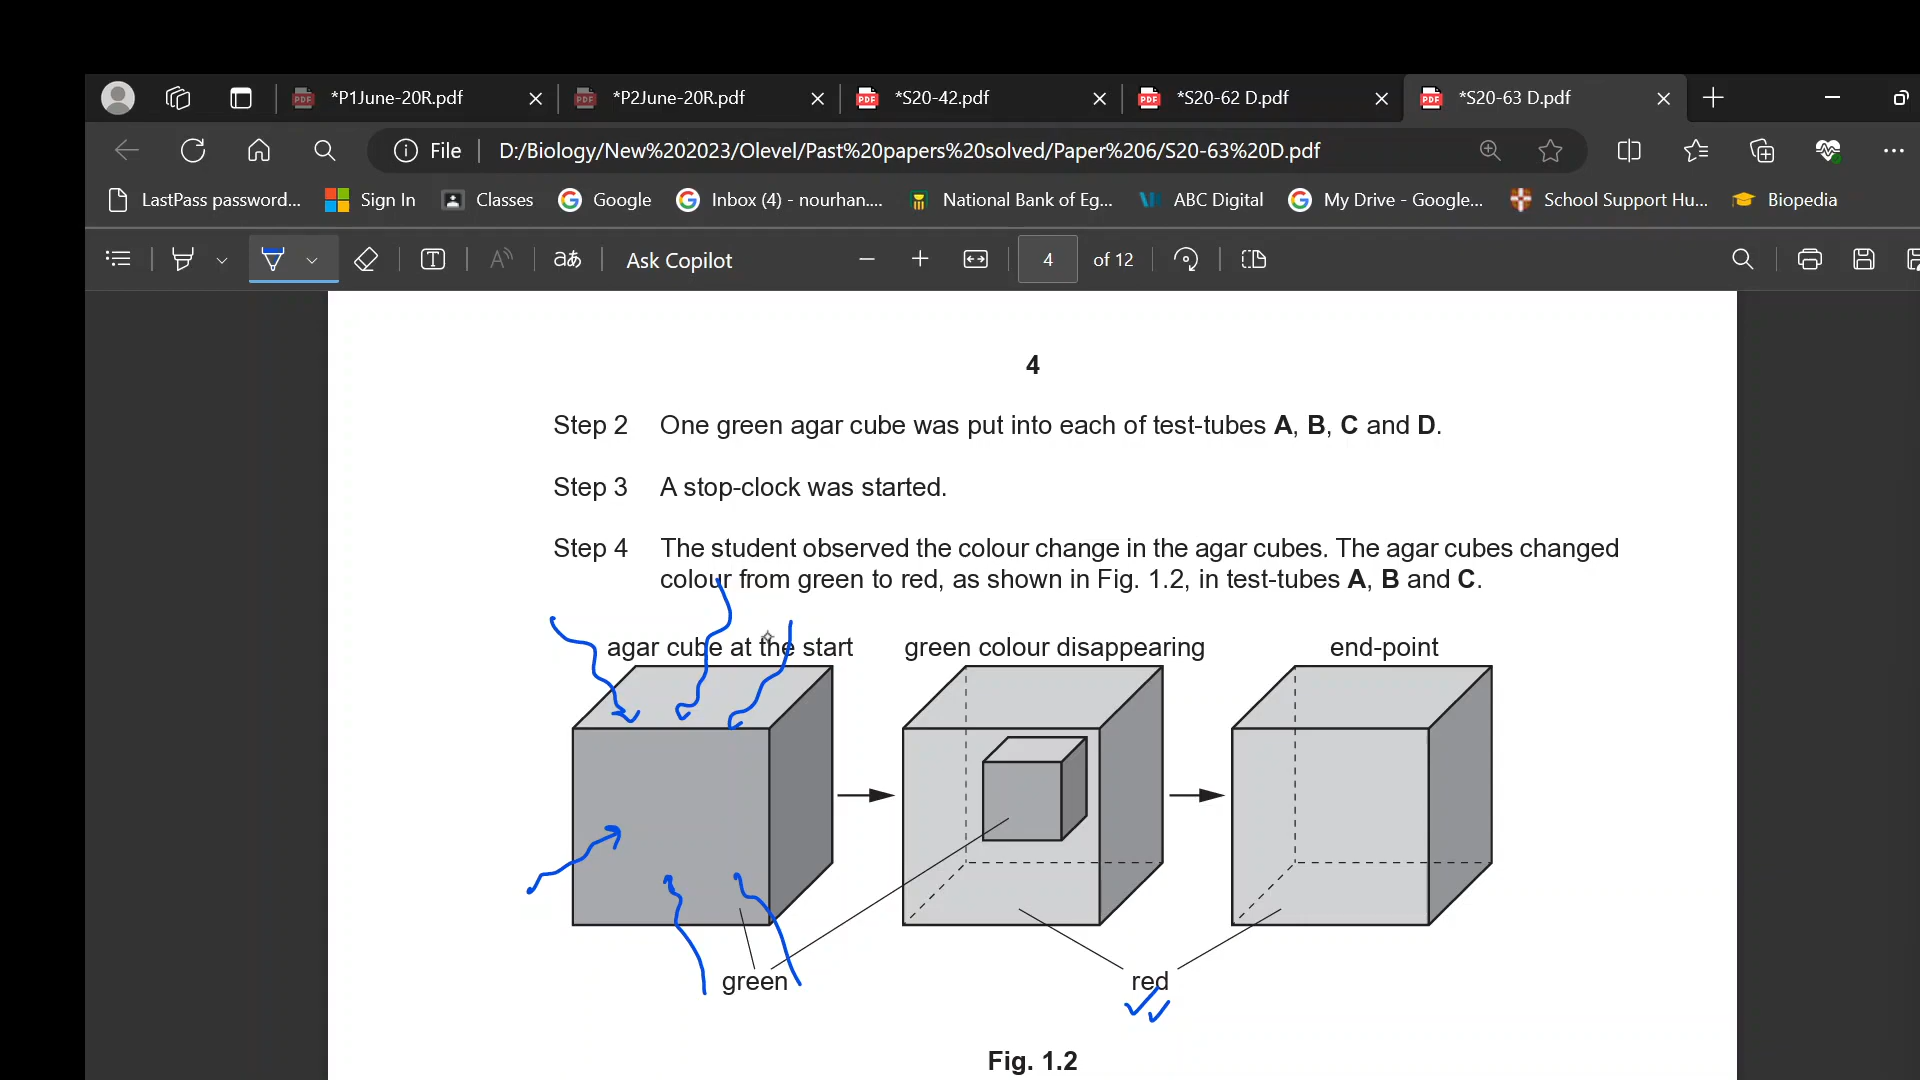 *P1June-20R.pdf
*P2June-20R.pdf
*S20-42.pdf
*S20-62 D.pdf
*S20-63 D.pdf
File
D:/Biology/New%202023/Olevel/Past%20papers%20solved/Paper%206/S20-63%20D.pdf
LastPass password...
Sign In
Classes
Google
Inbox (4) - nourhan....
National Bank of Eg...
ABC Digital
My Drive - Google...
School Support Hu...
Biopedia
Ask Copilot
4
of 12
4
Step 2 One green agar cube was put into each of test-tubes A, B, C and D.
Step 3 A stop-clock was started.
Step 4 The student observed the colour change in the agar cubes. The agar cubes changed
colour from green to red, as shown in Fig. 1.2, in test-tubes A, B and C.
agar cube at the start
green colour disappearing
end-point
green
red
Fig. 1.2